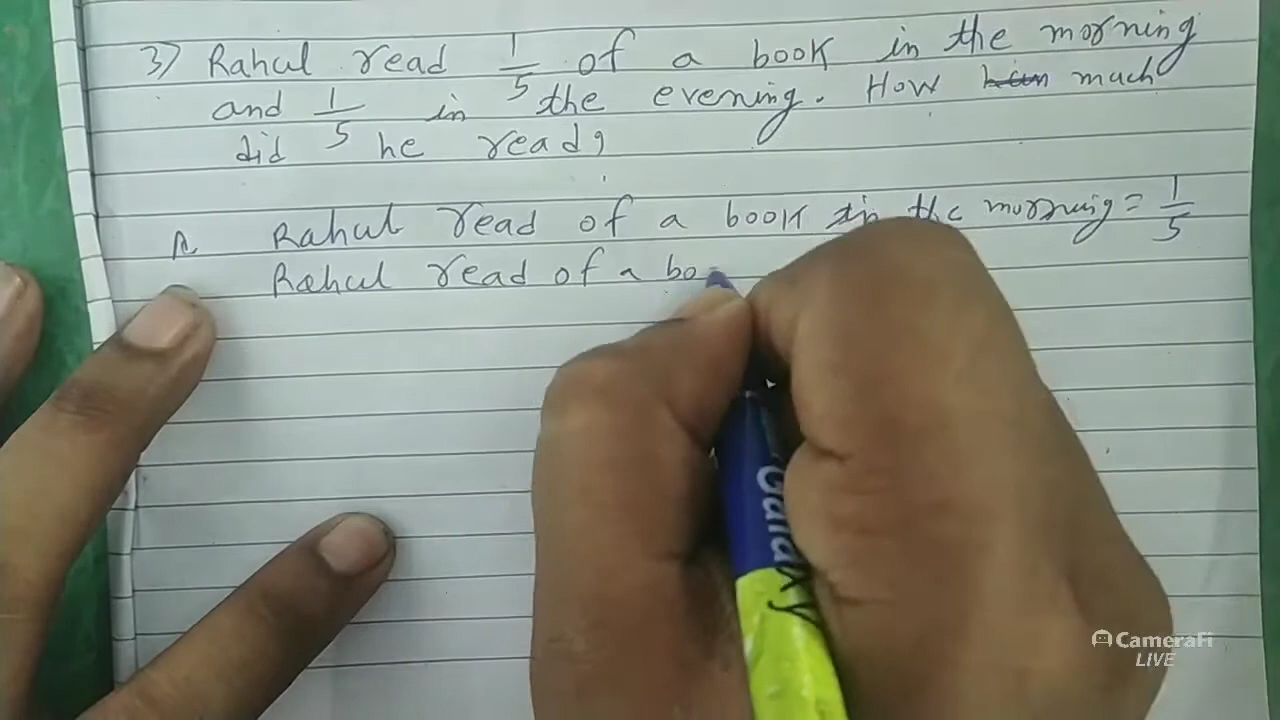 3) Rahul read 1/5 of a book in the morning
and 1/5 in the evening. How much
did he read?
A. Rahul read of a book in the morning = 1/5
Rahul read of a bo
Galaxy
CameraFi
LIVE